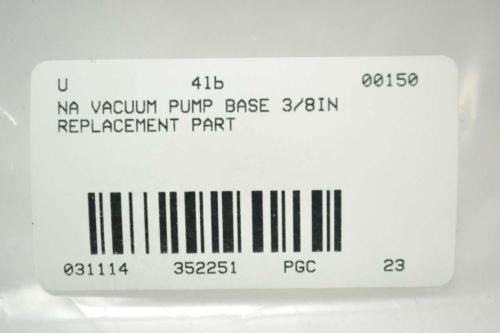 U 41b 00150
NA VACUUM PUMP BASE 3/8IN
REPLACEMENT PART
031114 352251 PGC 23